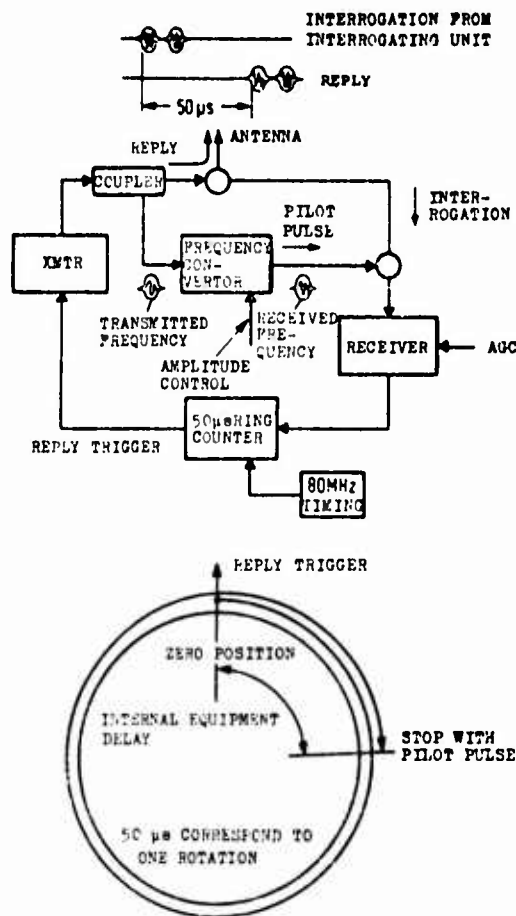 INTERROGATION FROM
INTERROGATING UNIT
REPLY
50µs
REPLY
ANTENNA
COUPLER
INTER-
ROGATION
PILOT
PULSE
XMTR
FREQUENCY
CON-
VERTOR
TRANSMITTED
FREQUENCY
RECEIVED
FRE-
QUENCY
AMPLITUDE
CONTROL
RECEIVER
AGC
50µsRING
COUNTER
REPLY TRIGGER
80MHz
TIMING
REPLY TRIGGER
ZERO POSITION
INTERNAL EQUIPMENT
DELAY
STOP WITH
PILOT PULSE
50 µs CORRESPOND TO
ONE ROTATION